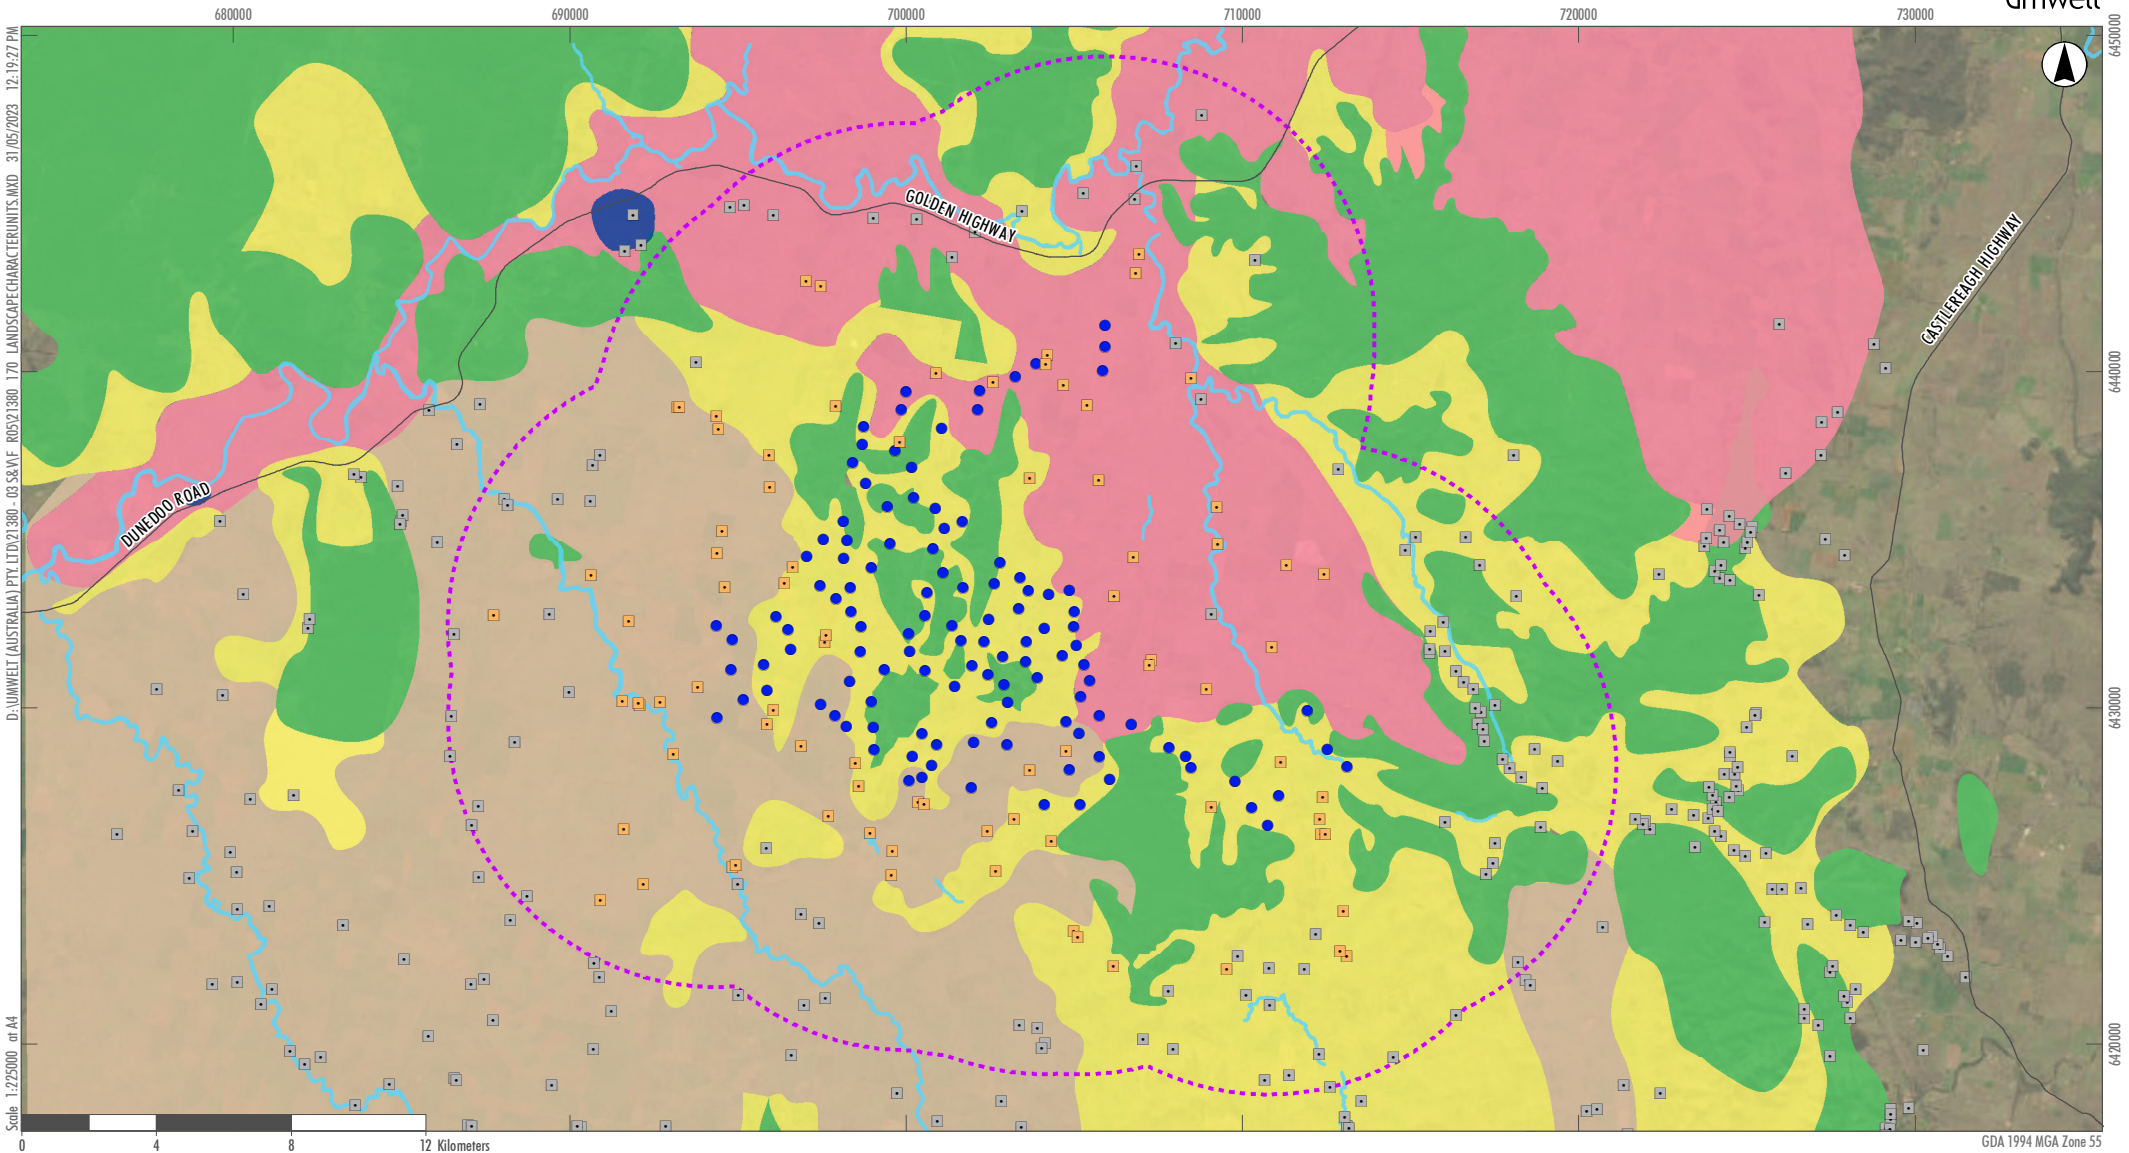 680000
690000
700000
710000
720000
730000
6450000
6440000
6430000
6420000
D:\UMWELT (AUSTRALIA) PTY. LTD\21380 - 03 S&V\F R05\21380 170 LANDSCAPECHARACTERUNITS.MXD 31/05/2023 12:19:27 PM
Scale 1:225000 at A4
GOLDEN HIGHWAY
CASTLEREAGH HIGHWAY
DUNEDOO ROAD
0 4 8 12 Kilometers
GDA 1994 MGA Zone 55